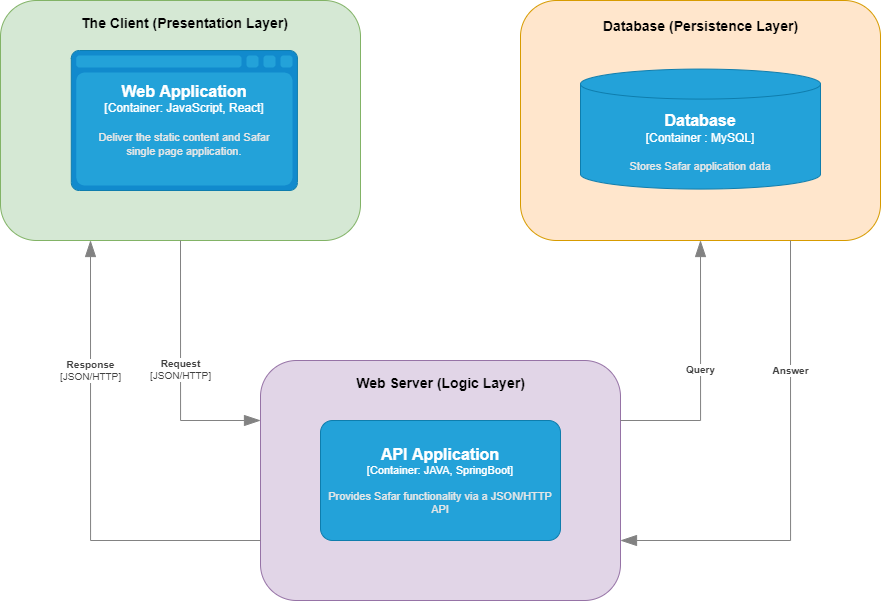 The Client (Presentation Layer)
Web Application
[Container: JavaScript, React]
Deliver the static content and Safar
single page application.
Database (Persistence Layer)
Database
[Container : MySQL]
Stores Safar application data
Response
[JSON/HTTP]
Request
[JSON/HTTP]
Query
Answer
Web Server (Logic Layer)
API Application
[Container: JAVA, SpringBoot]
Provides Safar functionality via a JSON/HTTP
API